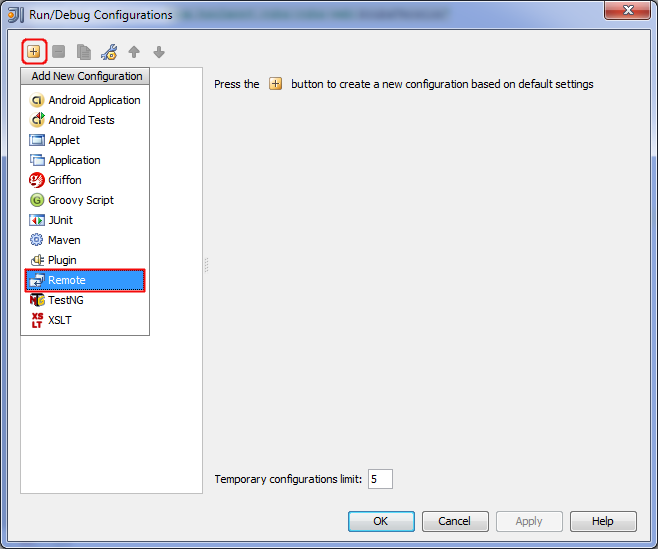 Run/Debug Configurations
Add New Configuration
Android Application
Android Tests
Applet
Application
Griffon
Groovy Script
JUnit
Maven
Plugin
Remote
TestNG
XSLT
Press the button to create a new configuration based on default settings
Temporary configurations limit: 5
OK Cancel Apply Help